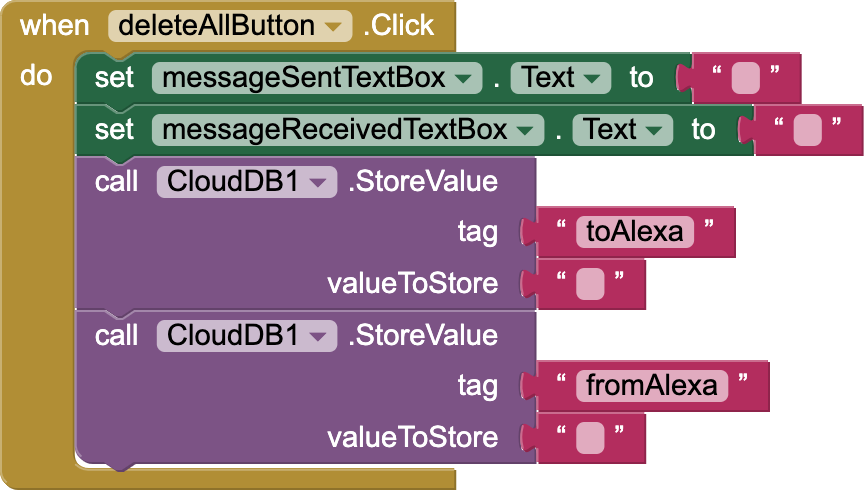 when deleteAllButton .Click
do set messageSentTextBox . Text to “ ”
set messageReceivedTextBox . Text to “ ”
call CloudDB1 .StoreValue
tag “ toAlexa ”
valueToStore “ ”
call CloudDB1 .StoreValue
tag “ fromAlexa ”
valueToStore “ ”